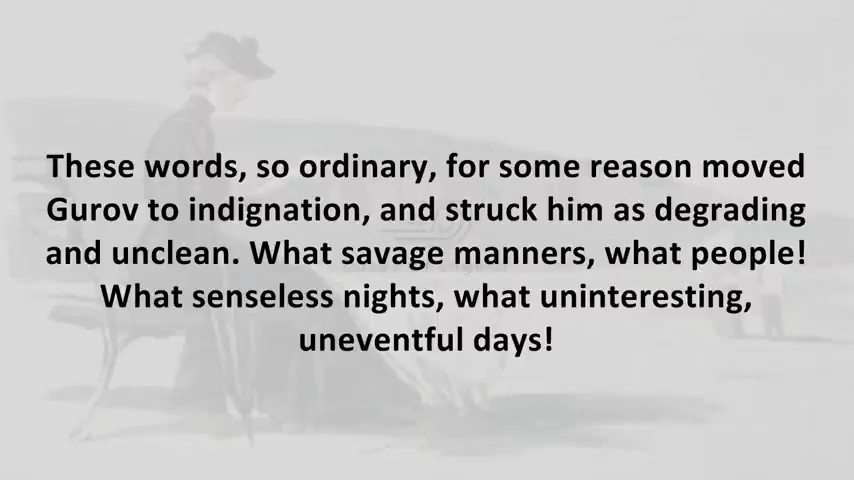 These words, so ordinary, for some reason moved
Gurov to indignation, and struck him as degrading
and unclean. What savage manners, what people!
What senseless nights, what uninteresting,
uneventful days!